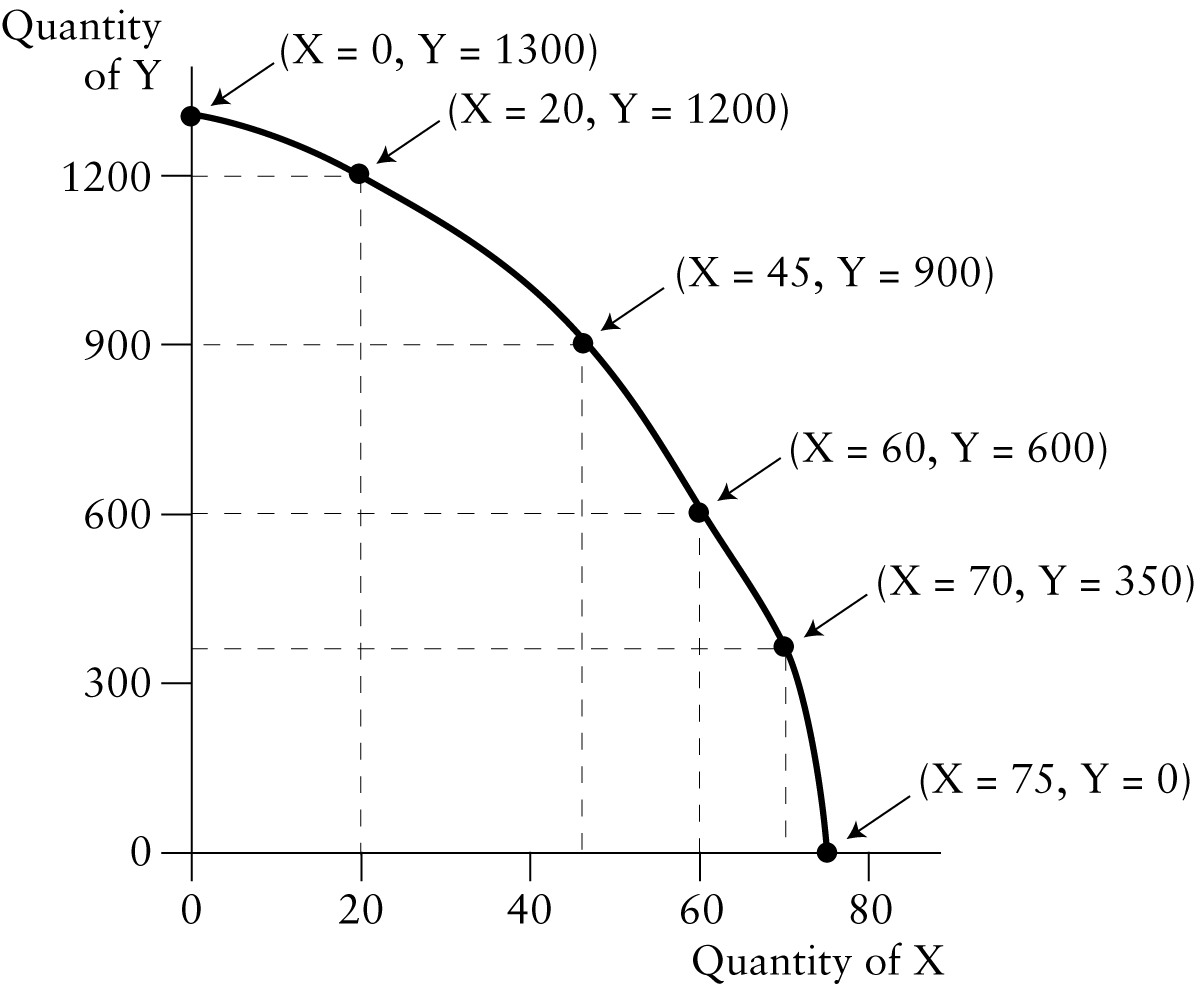 Quantity
of Y
(X = 0, Y = 1300)
(X = 20, Y = 1200)
1200
(X = 45, Y = 900)
900
(X = 60, Y = 600)
600
(X = 70, Y = 350)
300
(X = 75, Y = 0)
0
0 20 40 60 80
Quantity of X